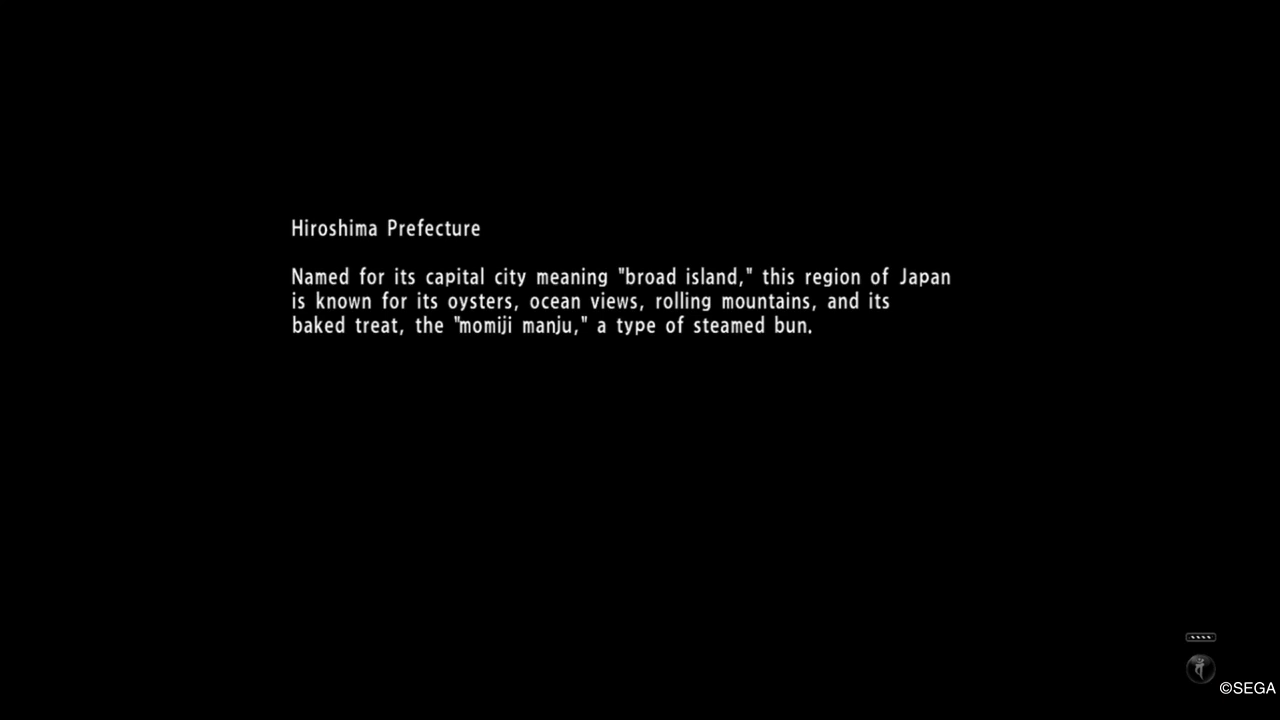 Hiroshima Prefecture
Named for its capital city meaning "broad island," this region of Japan
is known for its oysters, ocean views, rolling mountains, and its
baked treat, the "momiji manju," a type of steamed bun.
©SEGA